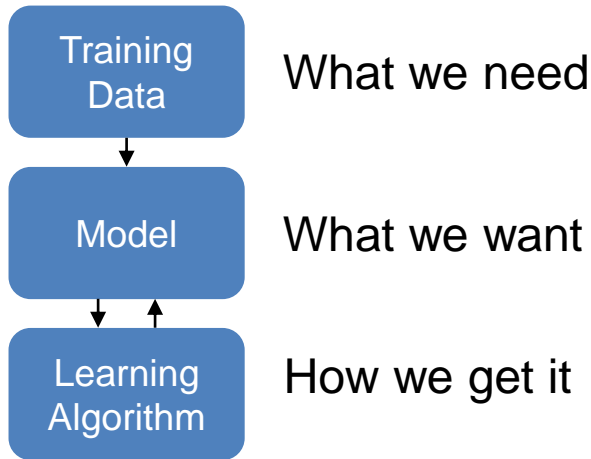 Training
Data
What we need
Model
What we want
Learning
Algorithm
How we get it